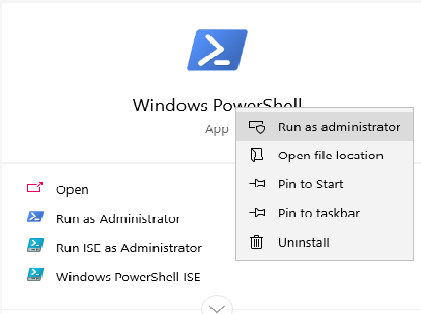 Windows PowerShell
App
Run as administrator
Open file location
Pin to Start
Pin to taskbar
Uninstall
Open
Run as Administrator
Run ISE as Administrator
Windows PowerShell ISE